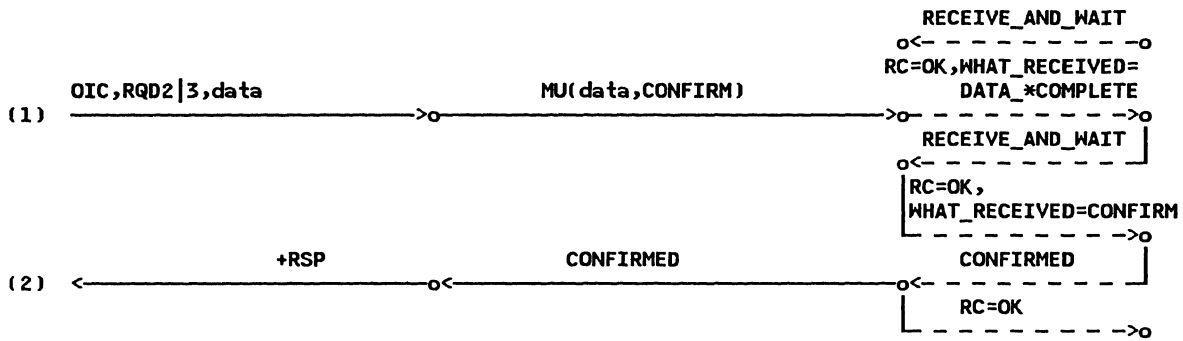 RECEIVE_AND_WAIT
RC=OK,WHAT_RECEIVED=
DATA_*COMPLETE
(1) OIC,RQD2|3,data MU(data,CONFIRM)
RECEIVE_AND_WAIT
RC=OK,
WHAT_RECEIVED=CONFIRM
(2) +RSP CONFIRMED CONFIRMED
RC=OK